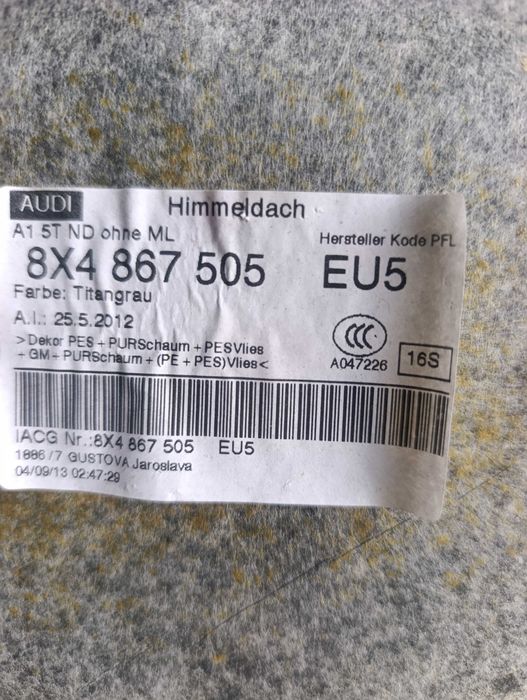 AUDI Himmeldach
A1 5T ND ohne ML
Hersteller Kode PFL
8X4 867 505 EU5
Farbe: Titangrau
A.I.: 25.5.2012
>Dekor PES + PURSchaum + PESVlies
+ GM - PURSchaum + (PE + PES)Vlies<
CCC
A047226
16S
IACG Nr.:8X4 867 505 EU5
1886/7 GUSTOVA Jaroslava
04/09/13 02:47:29